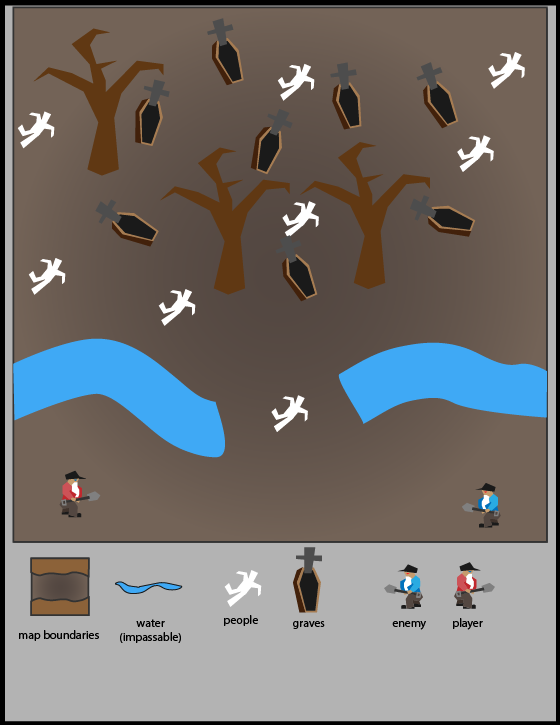 map boundaries
water
(impassable)
people
graves
enemy
player